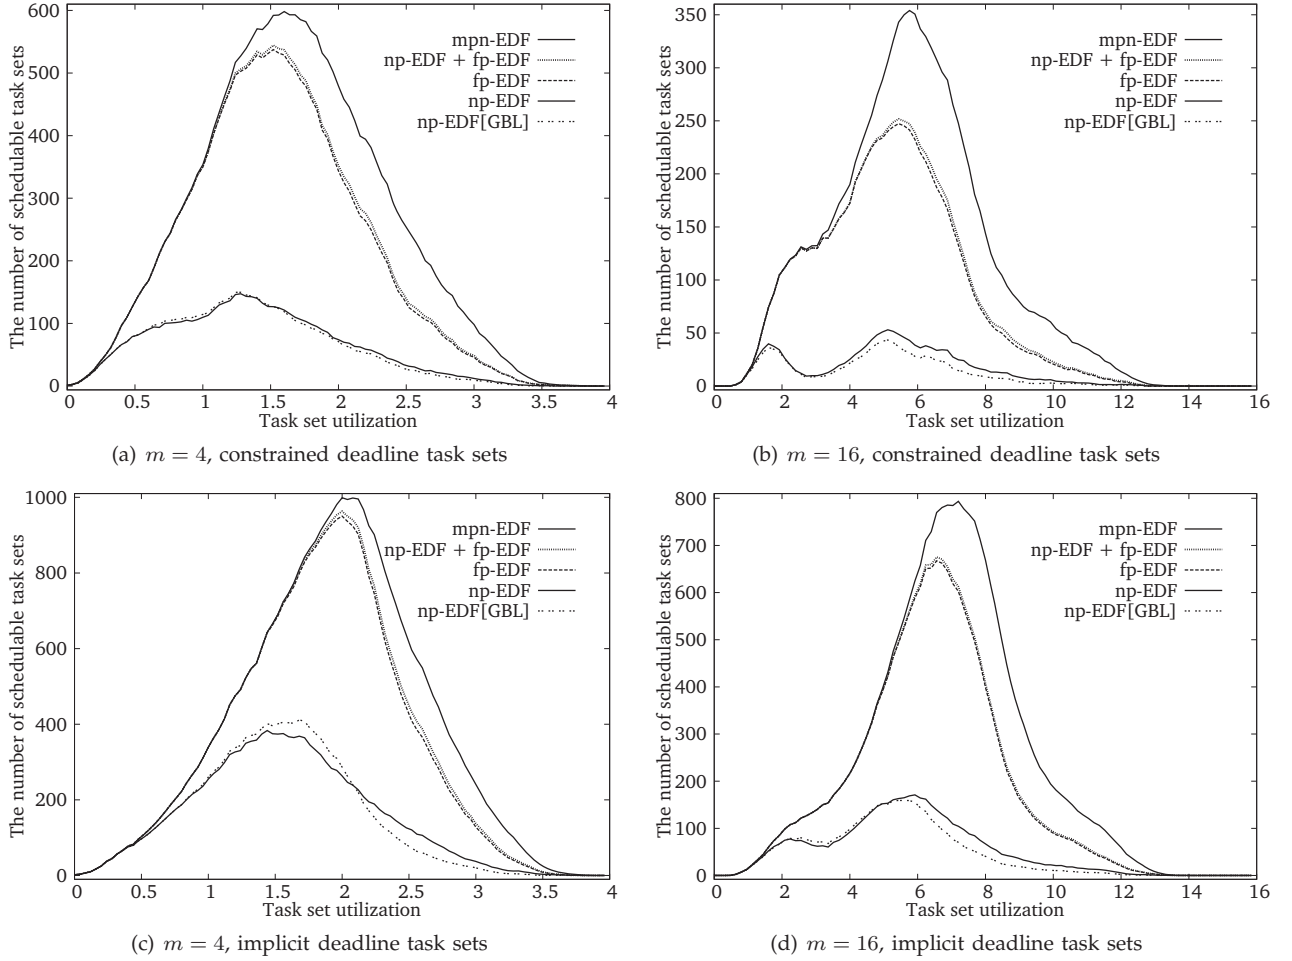 The number of schedulable task sets
600
500
400
300
200
100
0
mpn-EDF
np-EDF + fp-EDF
fp-EDF
np-EDF
np-EDF[GBL]
0 0.5 1 1.5 2 2.5 3 3.5 4
Task set utilization
(a) m = 4, constrained deadline task sets
The number of schedulable task sets
350
300
250
200
150
100
50
0
mpn-EDF
np-EDF + fp-EDF
fp-EDF
np-EDF
np-EDF[GBL]
0 2 4 6 8 10 12 14 16
Task set utilization
(b) m = 16, constrained deadline task sets
The number of schedulable task sets
1000
800
600
400
200
0
mpn-EDF
np-EDF + fp-EDF
fp-EDF
np-EDF
np-EDF[GBL]
0 0.5 1 1.5 2 2.5 3 3.5 4
Task set utilization
(c) m = 4, implicit deadline task sets
The number of schedulable task sets
800
700
600
500
400
300
200
100
0
mpn-EDF
np-EDF + fp-EDF
fp-EDF
np-EDF
np-EDF[GBL]
0 2 4 6 8 10 12 14 16
Task set utilization
(d) m = 16, implicit deadline task sets